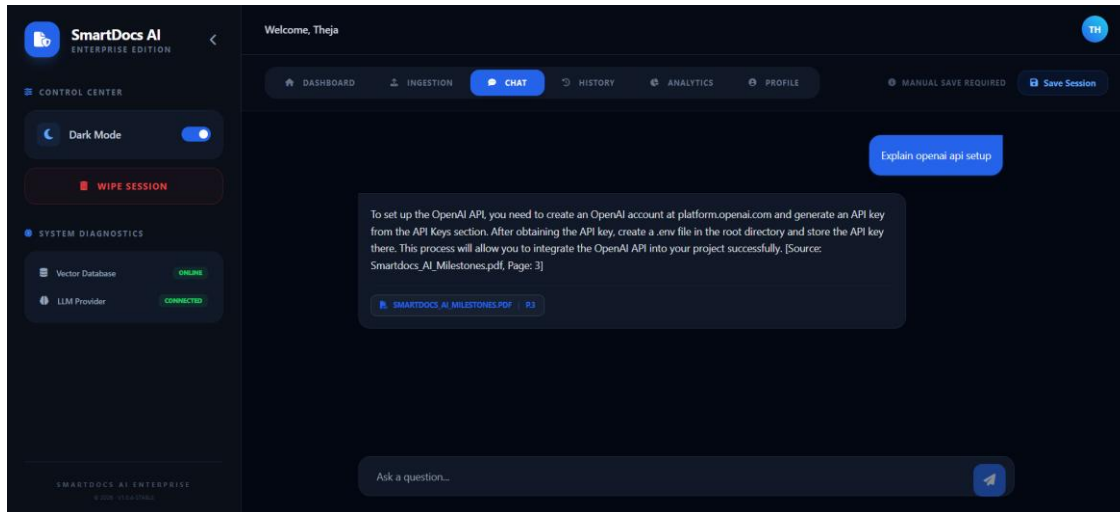 SmartDocs AI
ENTERPRISE EDITION
CONTROL CENTER
Dark Mode
WIPE SESSION
SYSTEM DIAGNOSTICS
Vector Database ONLINE
LLM Provider CONNECTED
SMARTDOCS AI ENTERPRISE
Welcome, Theja
TH
DASHBOARD INGESTION CHAT HISTORY ANALYTICS PROFILE MANUAL SAVE REQUIRED Save Session
Explain openai api setup
To set up the OpenAI API, you need to create an OpenAI account at platform.openai.com and generate an API key
from the API Keys section. After obtaining the API key, create a .env file in the root directory and store the API key
there. This process will allow you to integrate the OpenAI API into your project successfully. [Source:
Smartdocs_AI_Milestones.pdf, Page: 3]
SMARTDOCS_AI_MILESTONES.PDF | P.3
Ask a question...